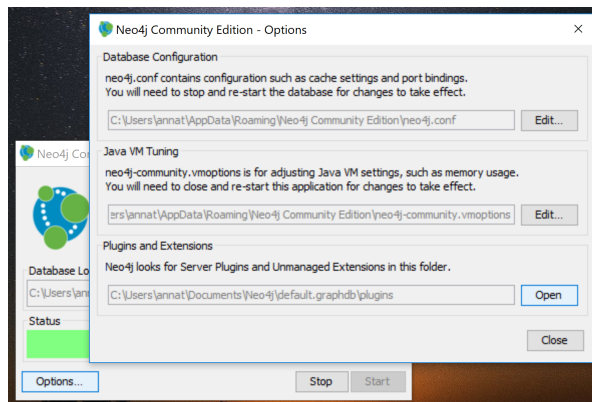 Neo4j Community Edition - Options
Database Configuration
neo4j.conf contains configuration such as cache settings and port bindings.
You will need to stop and re-start the database for changes to take effect.
C:\Users\annat\AppData\Roaming\Neo4j Community Edition\neo4j.conf
Edit...
Java VM Tuning
neo4j-community.vmoptions is for adjusting Java VM settings, such as memory usage.
You will need to close and re-start this application for changes to take effect.
ers\annat\AppData\Roaming\Neo4j Community Edition\neo4j-community.vmoptions
Edit...
Plugins and Extensions
Neo4j looks for Server Plugins and Unmanaged Extensions in this folder.
C:\Users\annat\Documents\Neo4j\default.graphdb\plugins
Open
Close
Neo4j Co
Database Lo
C:\Users\an
Status
Options...
Stop
Start